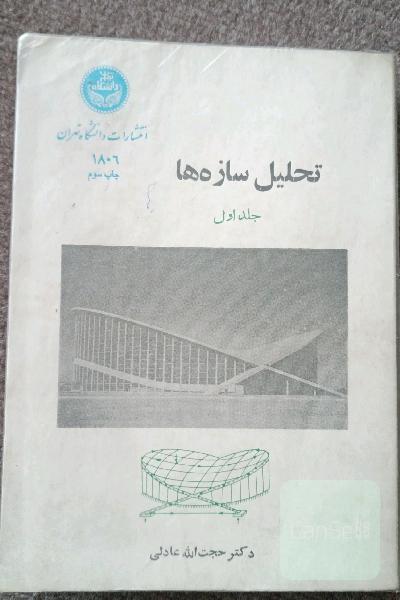 انتشارات دانشگاه تهران
۱۸۰۶
چاپ سوم
تحلیل سازه‌ها
جلد اول
دکتر حجت‌الله عادلی